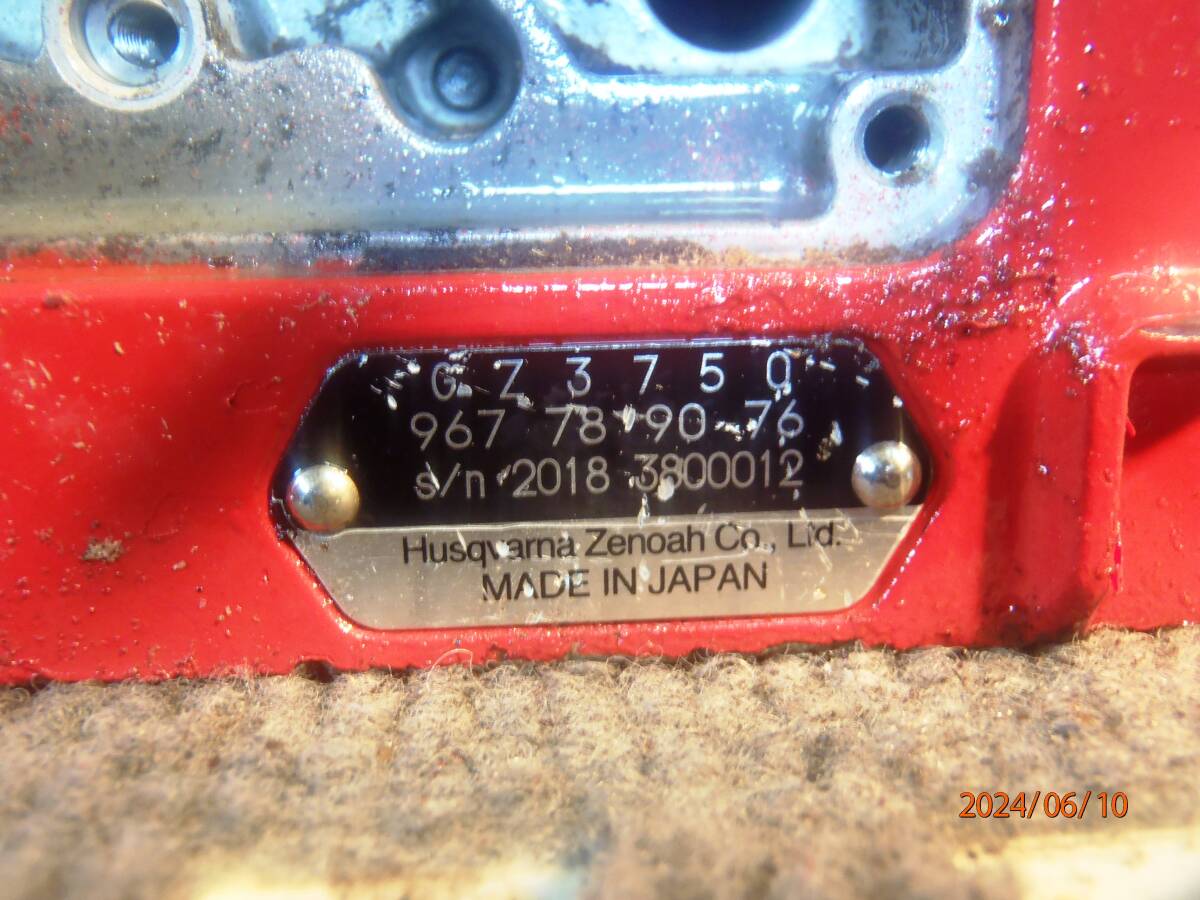 GZ3750
967 78 90-76
s/n 2018 3800012
Husqvarna Zenoah Co., Ltd.
MADE IN JAPAN
2024/06/10